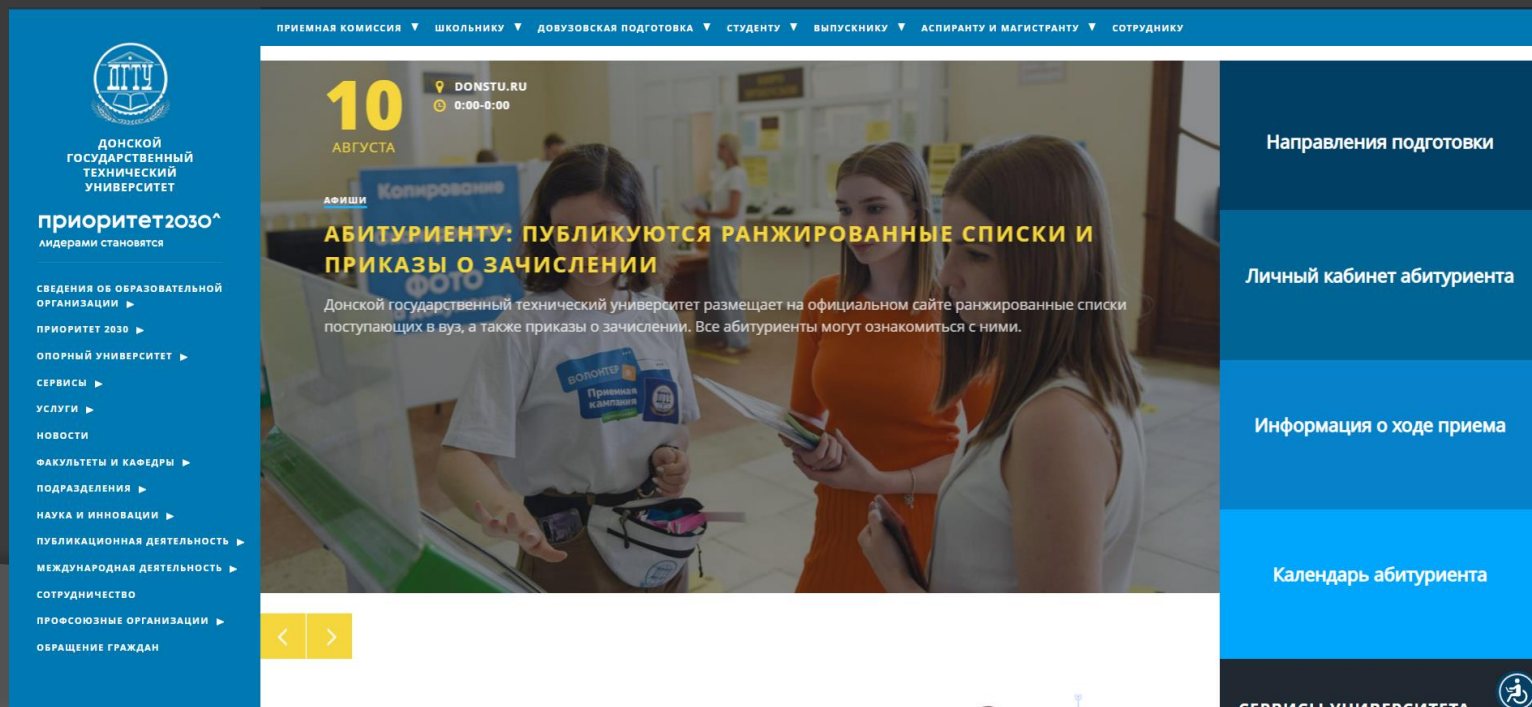 ПРИЕМНАЯ КОМИССИЯ ▼ ШКОЛЬНИКУ ▼ ДОВУЗОВСКАЯ ПОДГОТОВКА ▼ СТУДЕНТУ ▼ ВЫПУСКНИКУ ▼ АСПИРАНТУ И МАГИСТРАНТУ ▼ СОТРУДНИКУ
ДГТУ
ДОНСКОЙ
ГОСУДАРСТВЕННЫЙ
ТЕХНИЧЕСКИЙ
УНИВЕРСИТЕТ
приоритет2030^
лидерами становятся
СВЕДЕНИЯ ОБ ОБРАЗОВАТЕЛЬНОЙ
ОРГАНИЗАЦИИ ▶
ПРИОРИТЕТ 2030 ▶
ОПОРНЫЙ УНИВЕРСИТЕТ ▶
СЕРВИСЫ ▶
УСЛУГИ ▶
НОВОСТИ
ФАКУЛЬТЕТЫ И КАФЕДРЫ ▶
ПОДРАЗДЕЛЕНИЯ ▶
НАУКА И ИННОВАЦИИ ▶
ПУБЛИКАЦИОННАЯ ДЕЯТЕЛЬНОСТЬ ▶
МЕЖДУНАРОДНАЯ ДЕЯТЕЛЬНОСТЬ ▶
СОТРУДНИЧЕСТВО
ПРОФСОЮЗНЫЕ ОРГАНИЗАЦИИ ▶
ОБРАЩЕНИЕ ГРАЖДАН
10
АВГУСТА
DONSTU.RU
0:00-0:00
Копирование
АФИШИ
АБИТУРИЕНТУ: ПУБЛИКУЮТСЯ РАНЖИРОВАННЫЕ СПИСКИ И
ПРИКАЗЫ О ЗАЧИСЛЕНИИ
ФОТО
Донской государственный технический университет размещает на официальном сайте ранжированные списки
поступающих в вуз, а также приказы о зачислении. Все абитуриенты могут ознакомиться с ними.
ВОЛОНТЕР
Приемная
кампания
Направления подготовки
Личный кабинет абитуриента
Информация о ходе приема
Календарь абитуриента
СЕРВИСЫ УНИВЕРСИТЕТА